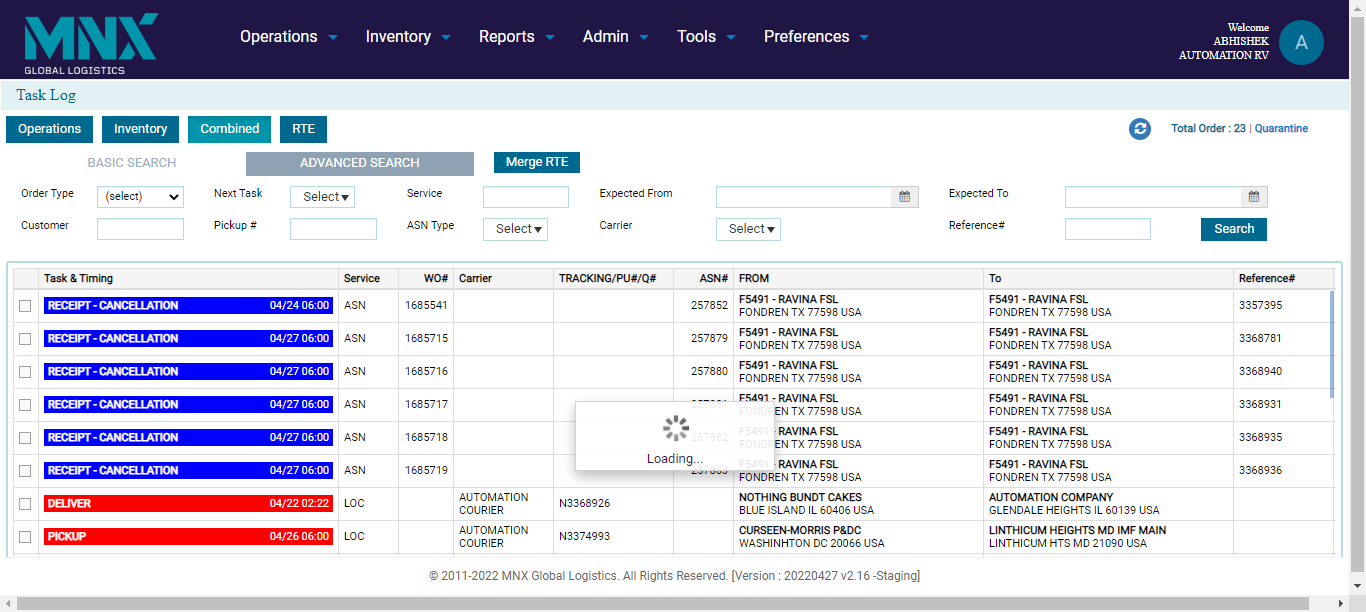 MNX
GLOBAL LOGISTICS
Operations Inventory Reports Admin Tools Preferences
Welcome
ABHISHEK
AUTOMATION RV
A
Task Log
Operations Inventory Combined RTE
Total Order : 23 | Quarantine
BASIC SEARCH ADVANCED SEARCH Merge RTE
Order Type (select) Next Task Select Service Expected From Expected To
Customer Pickup # ASN Type Select Carrier Select Reference# Search
Task & Timing Service WO# Carrier TRACKING/PU#/Q# ASN# FROM To Reference#
RECEIPT - CANCELLATION 04/24 06:00 ASN 1685541 257852 F5491 - RAVINA FSL F5491 - RAVINA FSL 3357395
FONDREN TX 77598 USA FONDREN TX 77598 USA
RECEIPT - CANCELLATION 04/27 06:00 ASN 1685715 257879 F5491 - RAVINA FSL F5491 - RAVINA FSL 3368781
FONDREN TX 77598 USA FONDREN TX 77598 USA
RECEIPT - CANCELLATION 04/27 06:00 ASN 1685716 257880 F5491 - RAVINA FSL F5491 - RAVINA FSL 3368940
FONDREN TX 77598 USA FONDREN TX 77598 USA
RECEIPT - CANCELLATION 04/27 06:00 ASN 1685717 F5491 - RAVINA FSL F5491 - RAVINA FSL 3368931
FONDREN TX 77598 USA FONDREN TX 77598 USA
RECEIPT - CANCELLATION 04/27 06:00 ASN 1685718 257882 F5491 - RAVINA FSL F5491 - RAVINA FSL 3368935
FONDREN TX 77598 USA FONDREN TX 77598 USA
Loading...
RECEIPT - CANCELLATION 04/27 06:00 ASN 1685719 F5491 - RAVINA FSL F5491 - RAVINA FSL 3368936
FONDREN TX 77598 USA FONDREN TX 77598 USA
DELIVER 04/22 02:22 LOC AUTOMATION N3368926 NOTHING BUNDT CAKES AUTOMATION COMPANY
COURIER BLUE ISLAND IL 60406 USA GLENDALE HEIGHTS IL 60139 USA
PICKUP 04/26 06:00 LOC AUTOMATION N3374993 CURSEEN-MORRIS P&DC LINTHICUM HEIGHTS MD IMF MAIN
COURIER WASHINHTON DC 20066 USA LINTHICUM HTS MD 21090 USA
© 2011-2022 MNX Global Logistics. All Rights Reserved. [Version : 20220427 v2.16 -Staging]